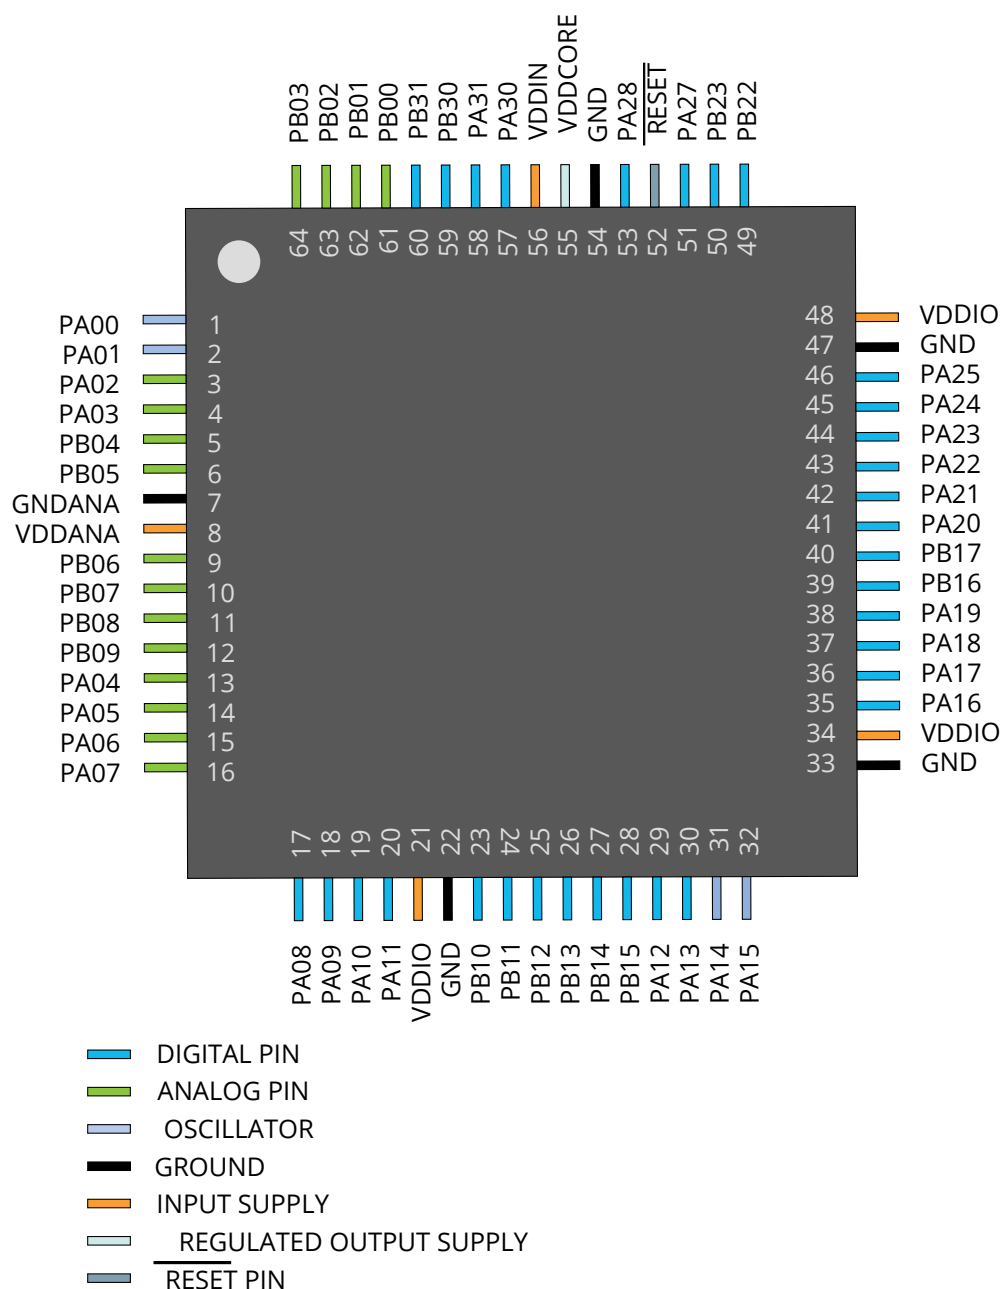 PB03 PB02 PB01 PB00 PB31 PB30 PA31 PA30 VDDIN VDDCORE GND PA28 RESET PA27 PB23 PB22
64 63 62 61 60 59 58 57 56 55 54 53 52 51 50 49
PA00 1
PA01 2
PA02 3
PA03 4
PB04 5
PB05 6
GNDANA 7
VDDANA 8
PB06 9
PB07 10
PB08 11
PB09 12
PA04 13
PA05 14
PA06 15
PA07 16
48 VDDIO
47 GND
46 PA25
45 PA24
44 PA23
43 PA22
42 PA21
41 PA20
40 PB17
39 PB16
38 PA19
37 PA18
36 PA17
35 PA16
34 VDDIO
33 GND
17 18 19 20 21 22 23 24 25 26 27 28 29 30 31 32
PA08 PA09 PA10 PA11 VDDIO GND PB10 PB11 PB12 PB13 PB14 PB15 PA12 PA13 PA14 PA15
DIGITAL PIN
ANALOG PIN
OSCILLATOR
GROUND
INPUT SUPPLY
REGULATED OUTPUT SUPPLY
RESET PIN